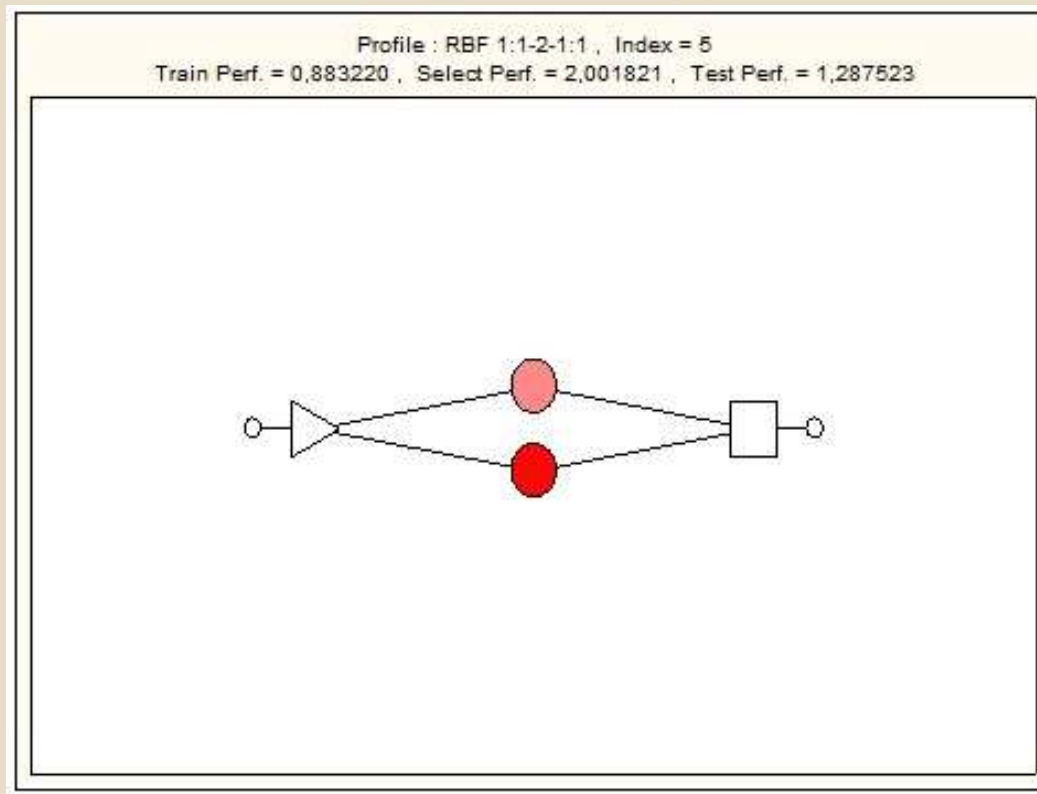 Profile : RBF 1:1-2-1:1 , Index = 5
Train Perf. = 0,883220 , Select Perf. = 2,001821 , Test Perf. = 1,287523